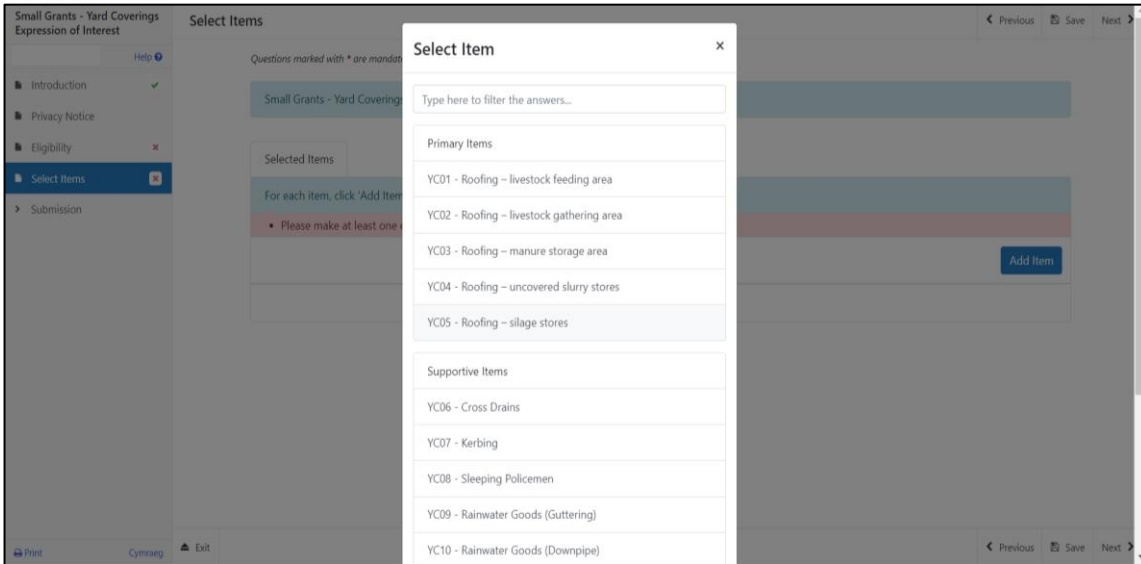 Small Grants - Yard Coverings
Expression of Interest
Help
Introduction
Privacy Notice
Eligibility
Select Items
Submission
Print
Cymraeg
Select Items
Previous
Save
Next
Questions marked with * are mandat
Small Grants - Yard Covering
Selected Items
For each item, click 'Add Item
Please make at least one
Add Item
Select Item
Type here to filter the answers...
Primary Items
YC01 - Roofing – livestock feeding area
YC02 - Roofing – livestock gathering area
YC03 - Roofing – manure storage area
YC04 - Roofing – uncovered slurry stores
YC05 - Roofing – silage stores
Supportive Items
YC06 - Cross Drains
YC07 - Kerbing
YC08 - Sleeping Policemen
YC09 - Rainwater Goods (Guttering)
YC10 - Rainwater Goods (Downpipe)
Exit
Previous
Save
Next